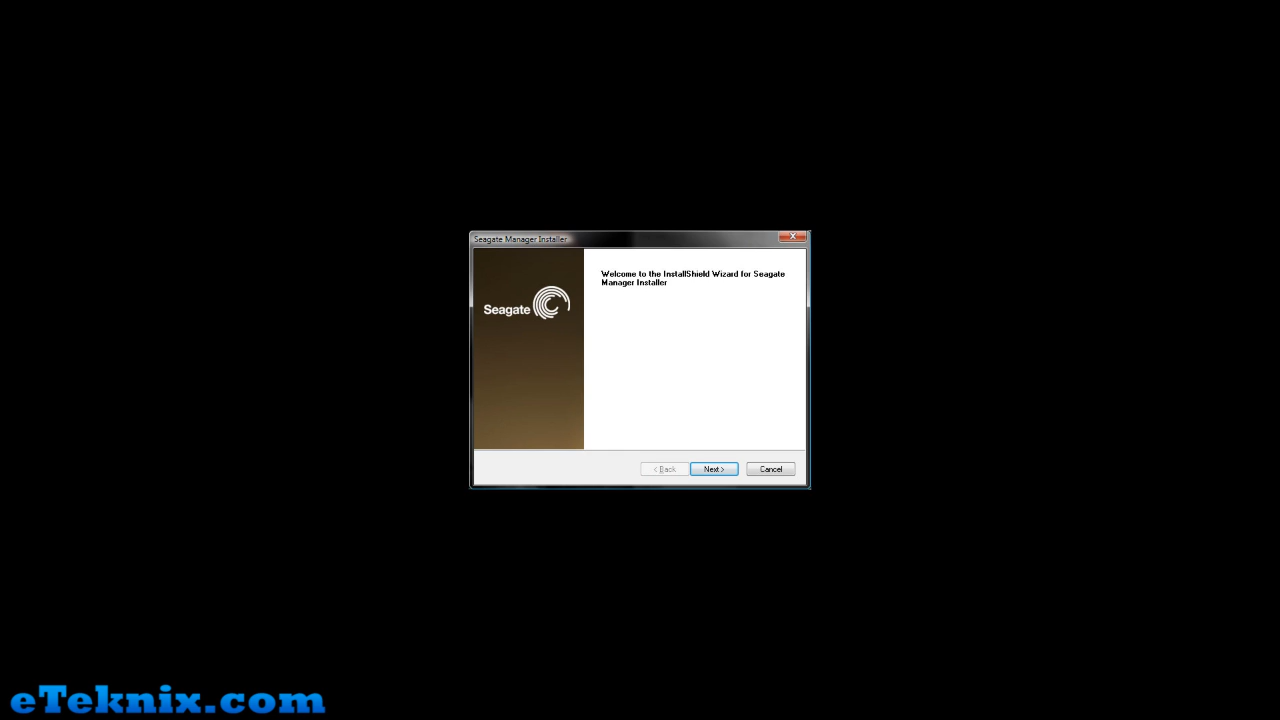 Seagate Manager Installer
Welcome to the InstallShield Wizard for Seagate
Manager Installer
Seagate
< Back
Next >
Cancel
eTeknix.com